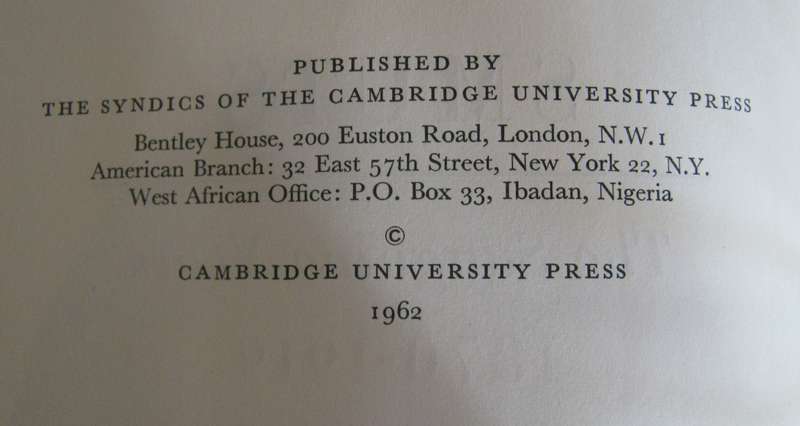 PUBLISHED BY
THE SYNDICS OF THE CAMBRIDGE UNIVERSITY PRESS
Bentley House, 200 Euston Road, London, N.W. 1
American Branch: 32 East 57th Street, New York 22, N.Y.
West African Office: P.O. Box 33, Ibadan, Nigeria
©
CAMBRIDGE UNIVERSITY PRESS
1962